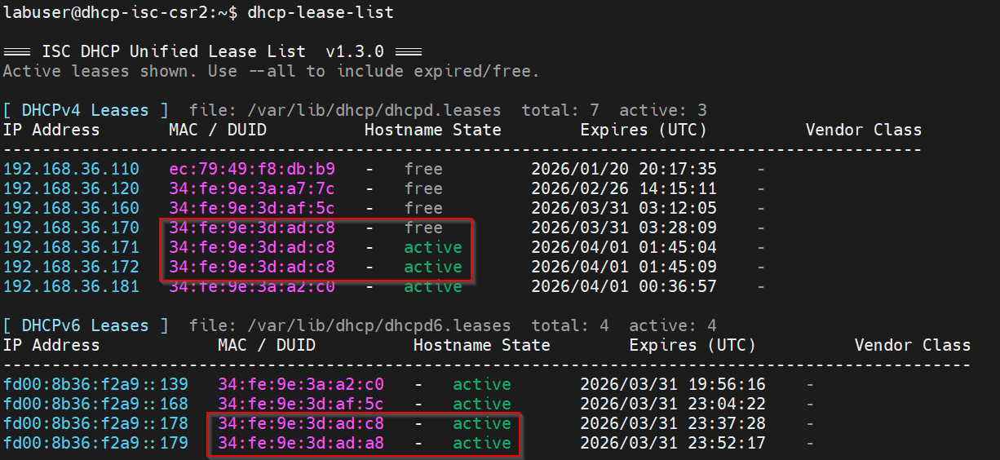 labuser@dhcp-isc-csr2:~$ dhcp-lease-list
=== ISC DHCP Unified Lease List v1.3.0 ===
Active leases shown. Use --all to include expired/free.
[ DHCPv4 Leases ] file: /var/lib/dhcp/dhcpd.leases total: 7 active: 3
IP Address MAC / DUID Hostname State Expires (UTC) Vendor Class
----------------------------------------------------------------------------------------------
192.168.36.110 ec:79:49:f8:db:b9 - free 2026/01/20 20:17:35 -
192.168.36.120 34:fe:9e:3a:a7:7c - free 2026/02/26 14:15:11 -
192.168.36.160 34:fe:9e:3d:af:5c - free 2026/03/31 03:12:05 -
192.168.36.170 34:fe:9e:3d:ad:c8 - free 2026/03/31 03:28:09 -
192.168.36.171 34:fe:9e:3d:ad:c8 - active 2026/04/01 01:45:04 -
192.168.36.172 34:fe:9e:3d:ad:c8 - active 2026/04/01 01:45:09 -
192.168.36.181 34:fe:9e:3a:a2:c0 - active 2026/04/01 00:36:57 -
[ DHCPv6 Leases ] file: /var/lib/dhcp/dhcpd6.leases total: 4 active: 4
IP Address MAC / DUID Hostname State Expires (UTC) Vendor Class
---------------------------------------------------------------------------------------------------
fd00:8b36:f2a9::139 34:fe:9e:3a:a2:c0 - active 2026/03/31 19:56:16 -
fd00:8b36:f2a9::168 34:fe:9e:3d:af:5c - active 2026/03/31 23:04:22 -
fd00:8b36:f2a9::178 34:fe:9e:3d:ad:c8 - active 2026/03/31 23:37:28 -
fd00:8b36:f2a9::179 34:fe:9e:3d:ad:a8 - active 2026/03/31 23:52:17 -